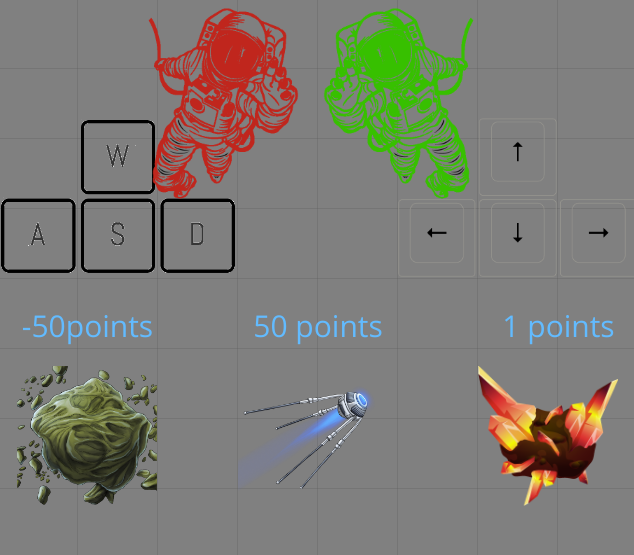 W
↑
A S D
← ↓ →
-50points 50 points 1 points